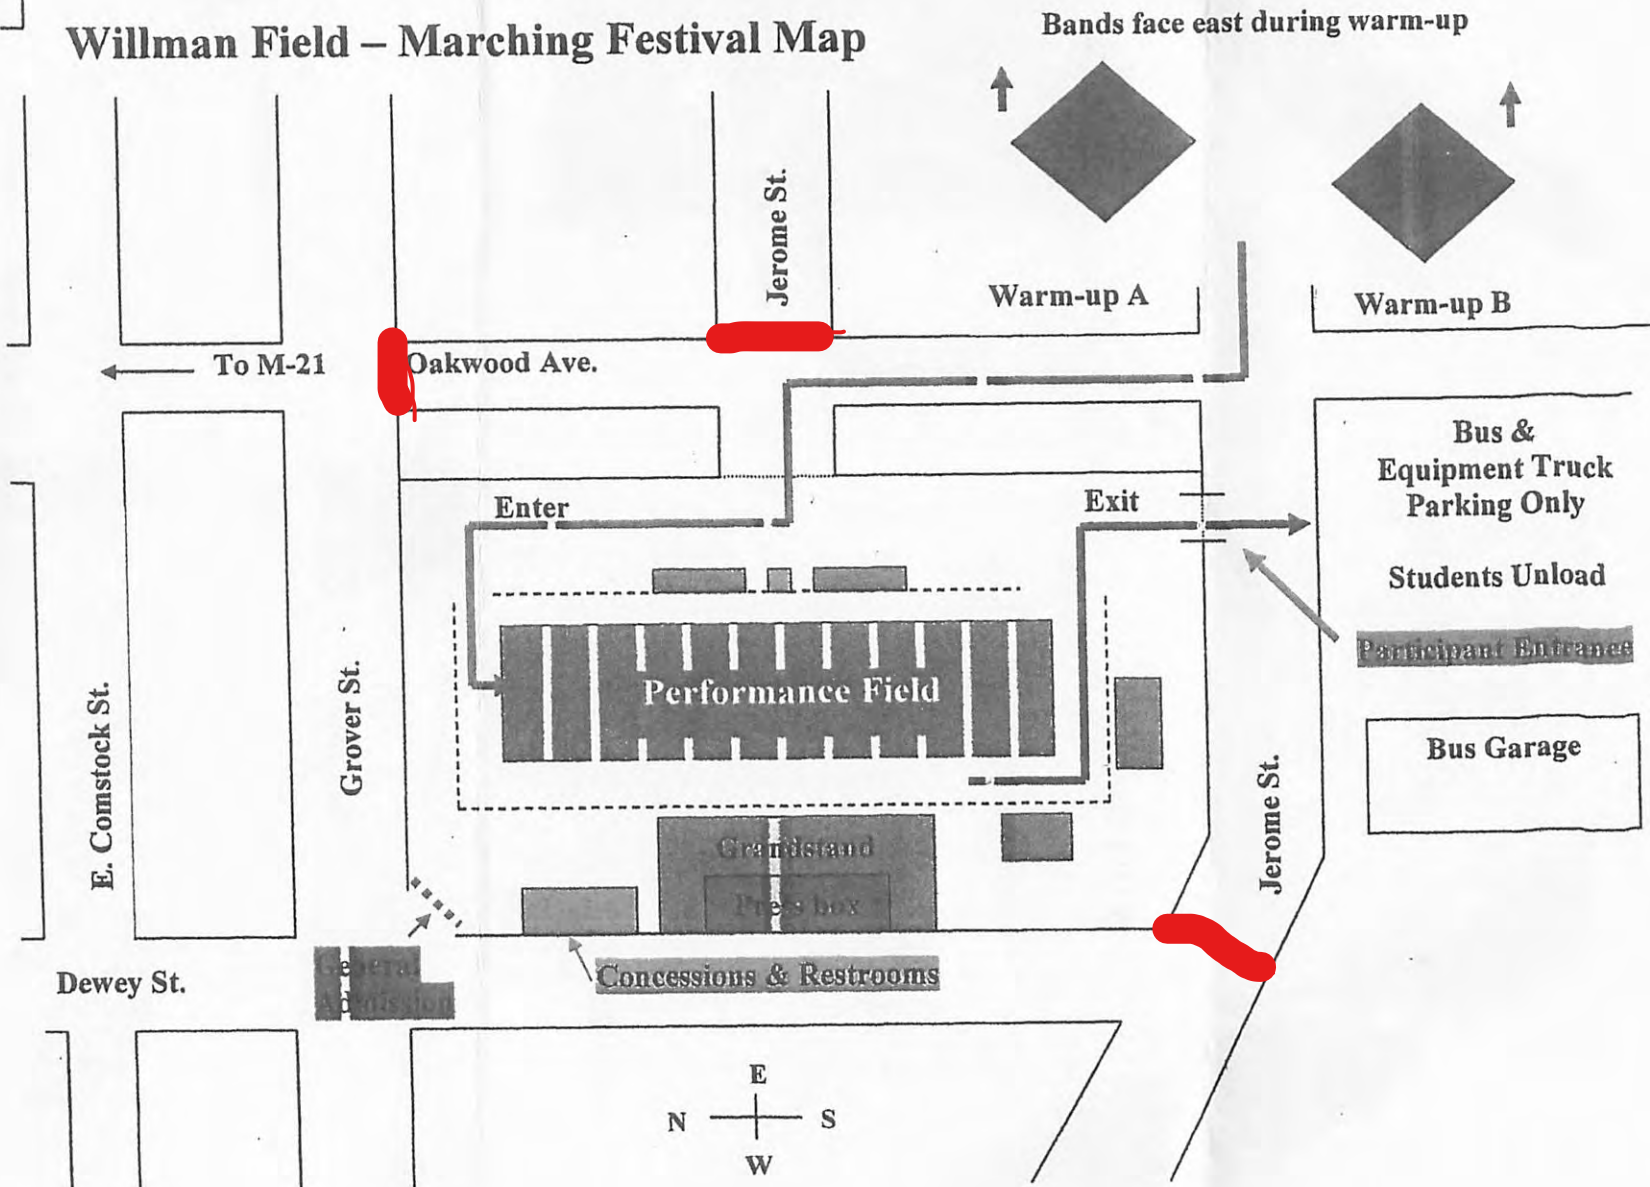 Willman Field – Marching Festival Map
Bands face east during warm-up
Jerome St.
Warm-up A
Warm-up B
To M-21
Oakwood Ave.
Bus &
Equipment Truck
Parking Only
Enter
Exit
Students Unload
Participant Entrance
Performance Field
Grover St.
E. Comstock St.
Bus Garage
Jerome St.
Grandstand
Press box
General
Admission
Concessions & Restrooms
Dewey St.
E
N
S
W